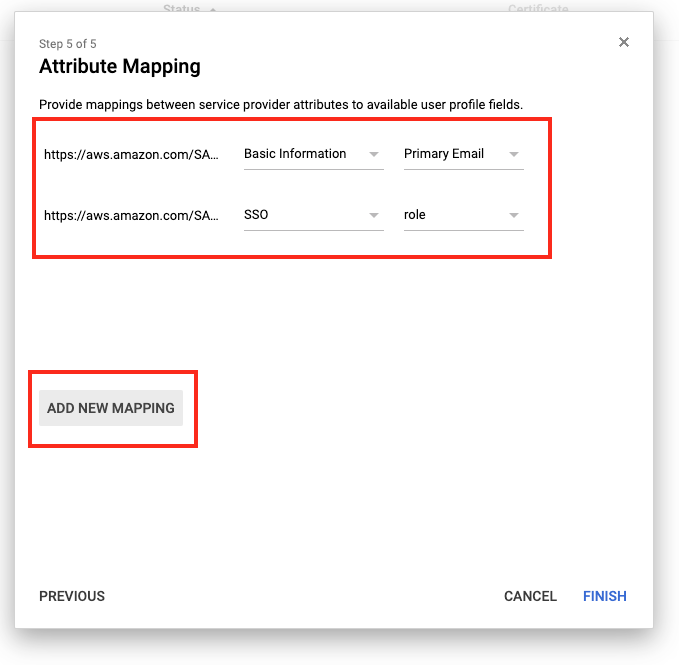 Status
Certificate
Step 5 of 5
Attribute Mapping
Provide mappings between service provider attributes to available user profile fields.
https://aws.amazon.com/SA... Basic Information Primary Email
https://aws.amazon.com/SA... SSO role
ADD NEW MAPPING
PREVIOUS CANCEL FINISH